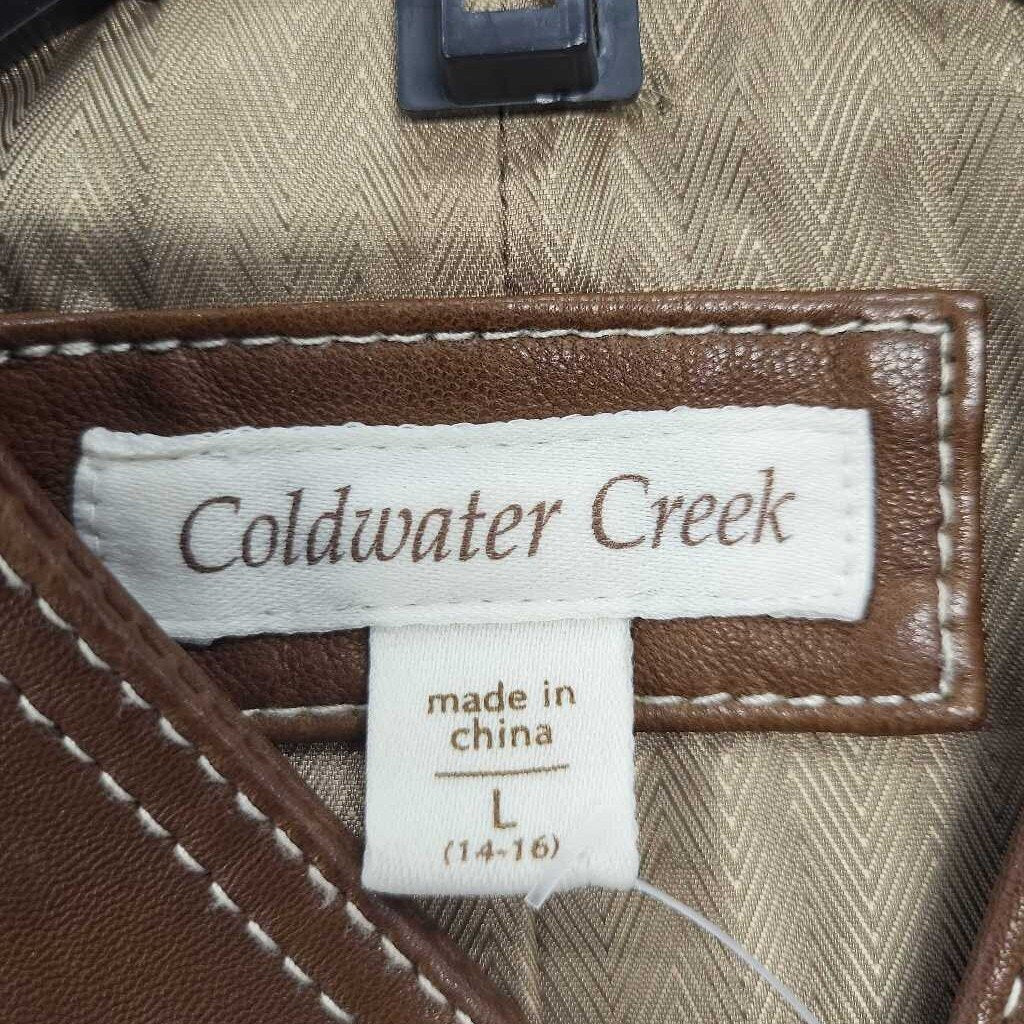 Coldwater Creek
made in
china
L
(14-16)